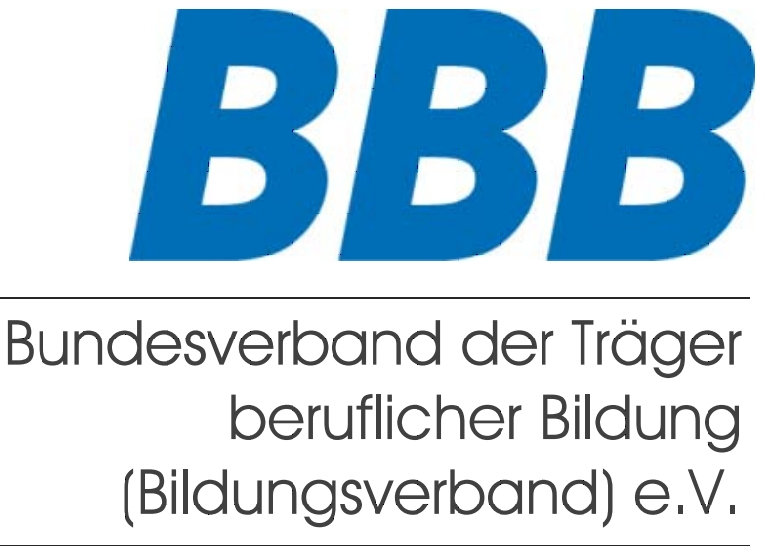 BBB
Bundesverband der Träger
beruflicher Bildung
(Bildungsverband) e.V.